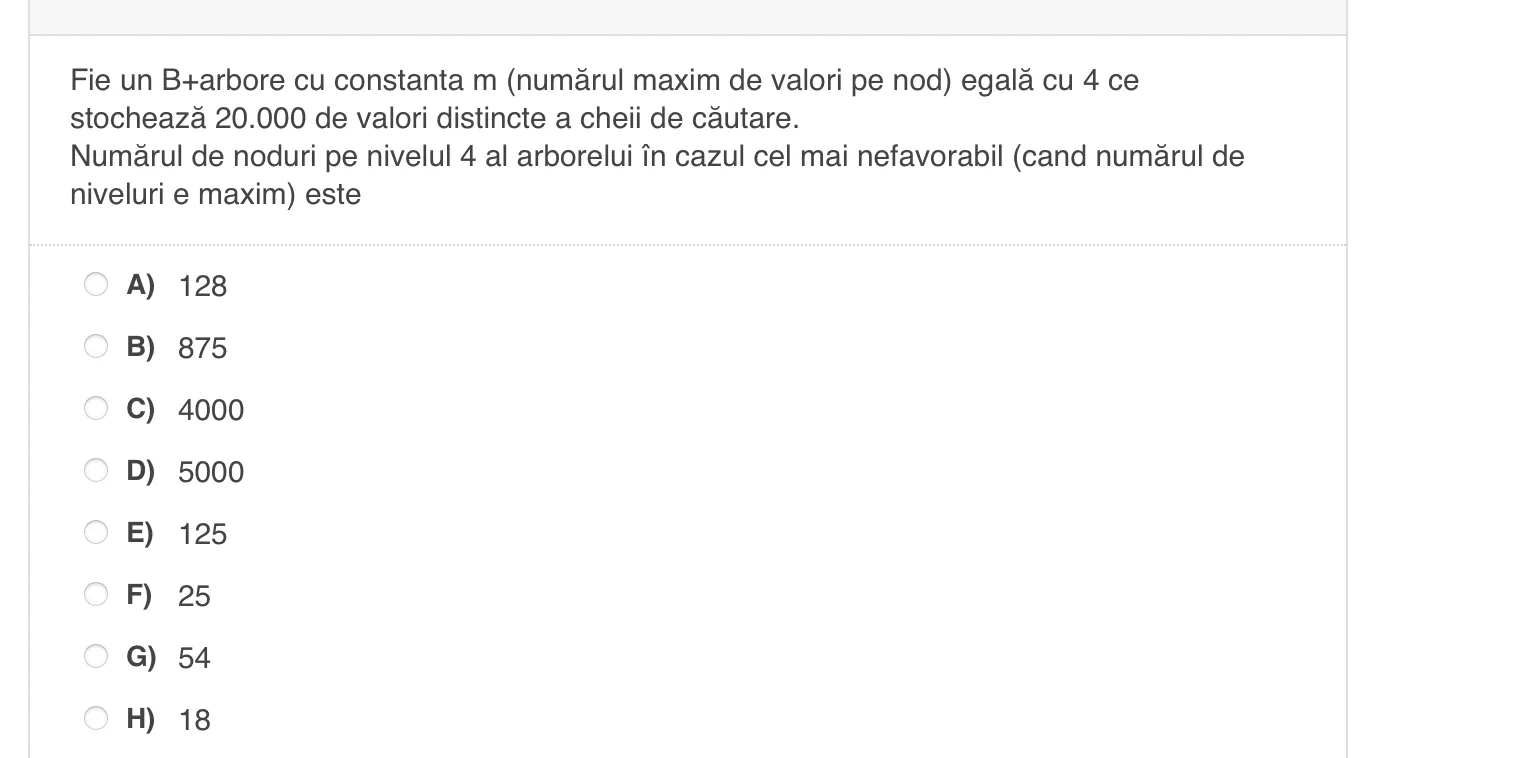 Fie un B+arbore cu constanta m (numărul maxim de valori pe nod) egală cu 4 ce
stochează 20.000 de valori distincte a cheii de căutare.
Numărul de noduri pe nivelul 4 al arborelui în cazul cel mai nefavorabil (cand numărul de
niveluri e maxim) este
A) 128
B) 875
C) 4000
D) 5000
E) 125
F) 25
G) 54
H) 18